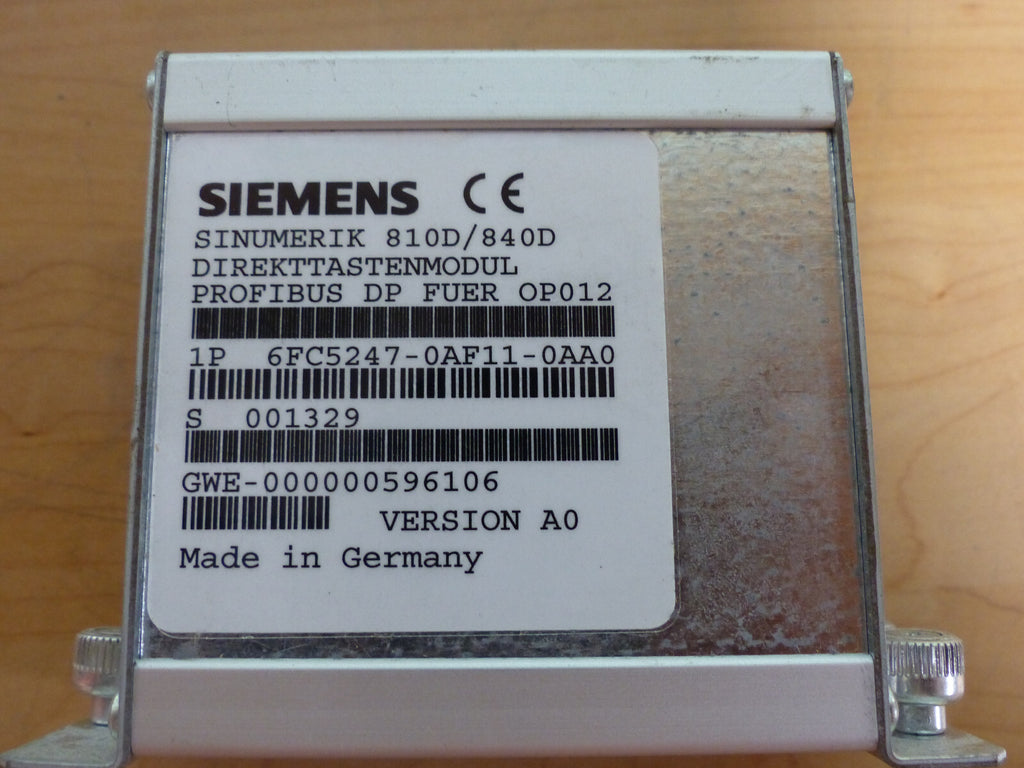 SIEMENS CE
SINUMERIK 810D/840D
DIREKTTASTENMODUL
PROFIBUS DP FUER OP012
1P 6FC5247-0AF11-0AA0
S 001329
GWE-000000596106
VERSION A0
Made in Germany